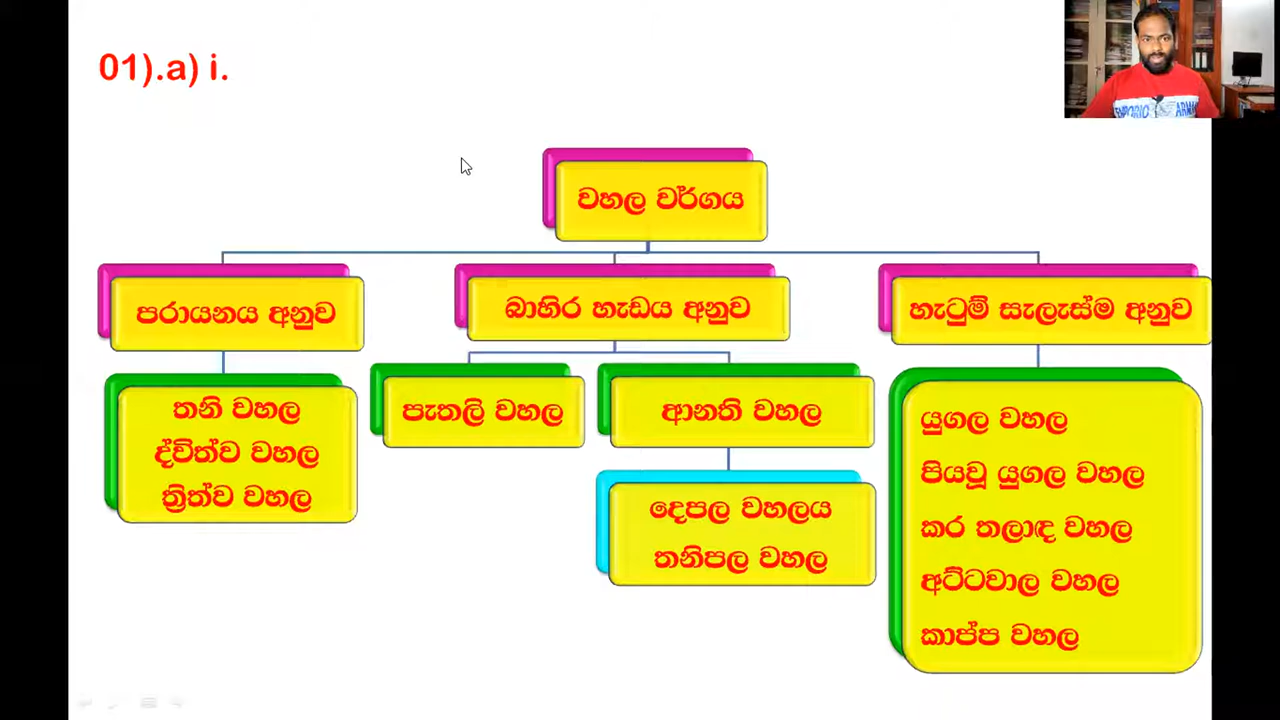 01).a) i.
වහල වර්ගය
පරායනය අනුව
තනි වහල
ද්විත්ව වහල
ත්‍රිත්ව වහල
බාහිර හැඩය අනුව
පැතලි වහල
ආනති වහල
දෙපල වහලය
තනිපල වහල
හැටුම් සැලැස්ම අනුව
යුගල වහල
පියවූ යුගල වහල
කර තලාඳ වහල
අට්ටවාල වහල
කාප්ප වහල